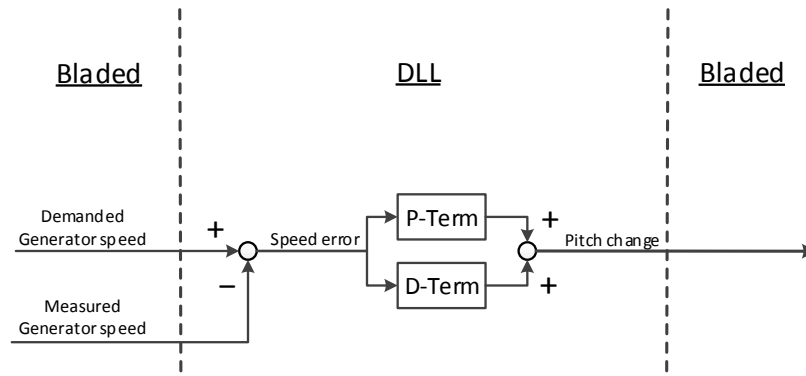 Bladed
DLL
Bladed
Demanded
Generator speed
+
Speed error
P-Term
+
Pitch change
−
D-Term
+
Measured
Generator speed